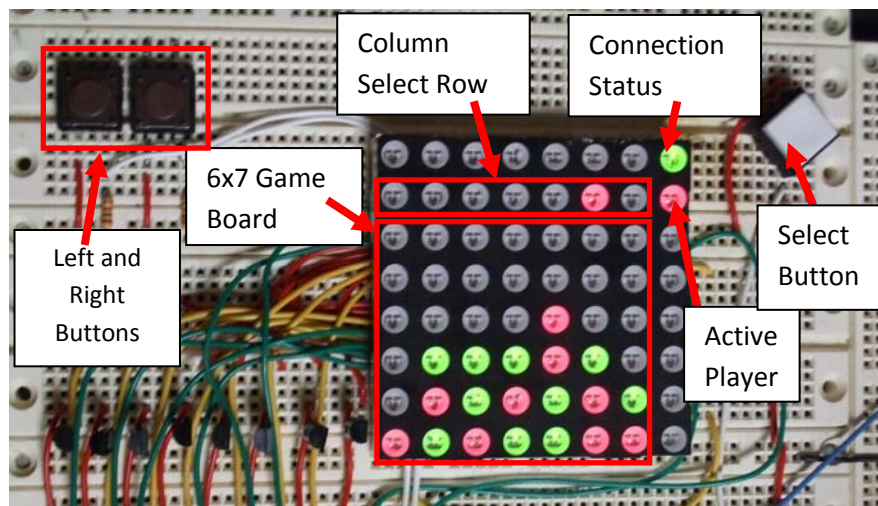 Column
Select Row
Connection
Status
6x7 Game
Board
Left and
Right
Buttons
Select
Button
Active
Player